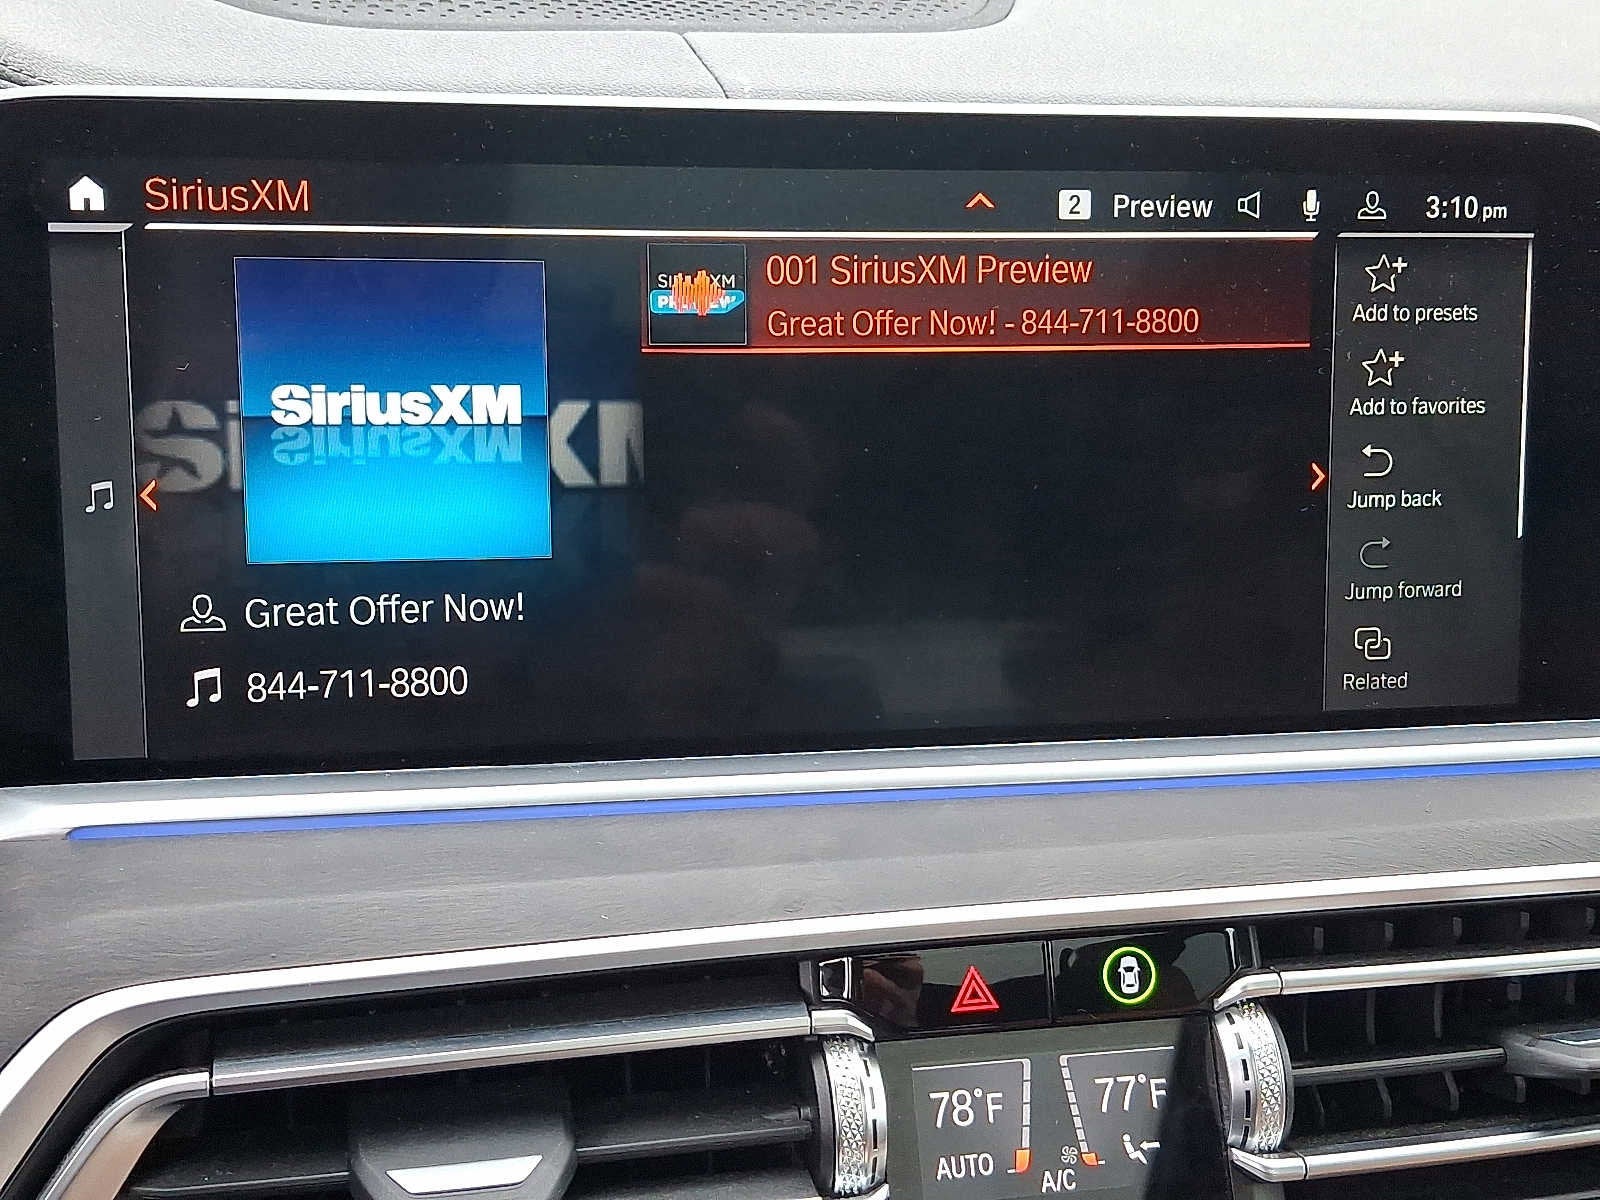 SiriusXM
2 Preview 3:10 pm
SiriusXM
001 SiriusXM Preview
Great Offer Now! - 844-711-8800
Great Offer Now!
844-711-8800
Add to presets
Add to favorites
Jump back
Jump forward
Related
78°F 77°F
AUTO A/C